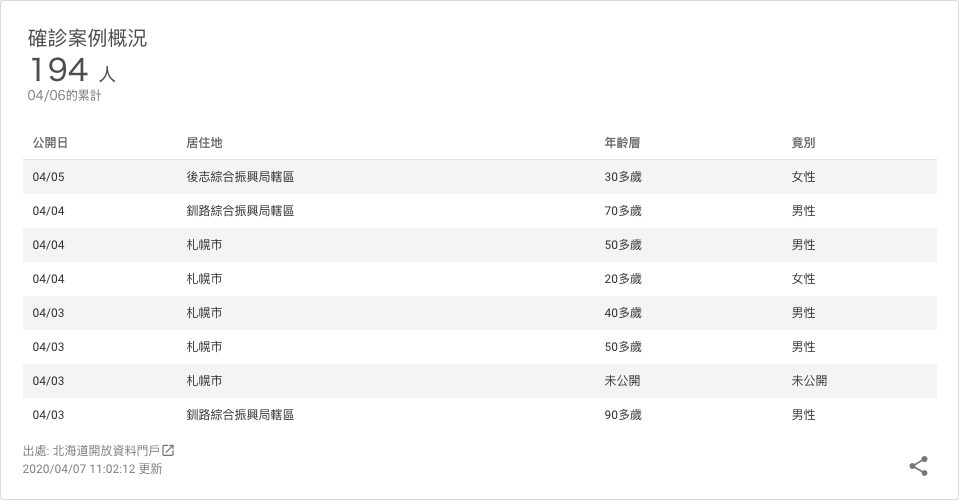 確診案例概況
194 人
04/06的累計
公開日 居住地 年齡層 竟別
04/05 後志綜合振興局轄區 30多歲 女性
04/04 釧路綜合振興局轄區 70多歲 男性
04/04 札幌市 50多歲 男性
04/04 札幌市 20多歲 女性
04/03 札幌市 40多歲 男性
04/03 札幌市 50多歲 男性
04/03 札幌市 未公開 未公開
04/03 釧路綜合振興局轄區 90多歲 男性
出處: 北海道開放資料門戶
2020/04/07 11:02:12 更新